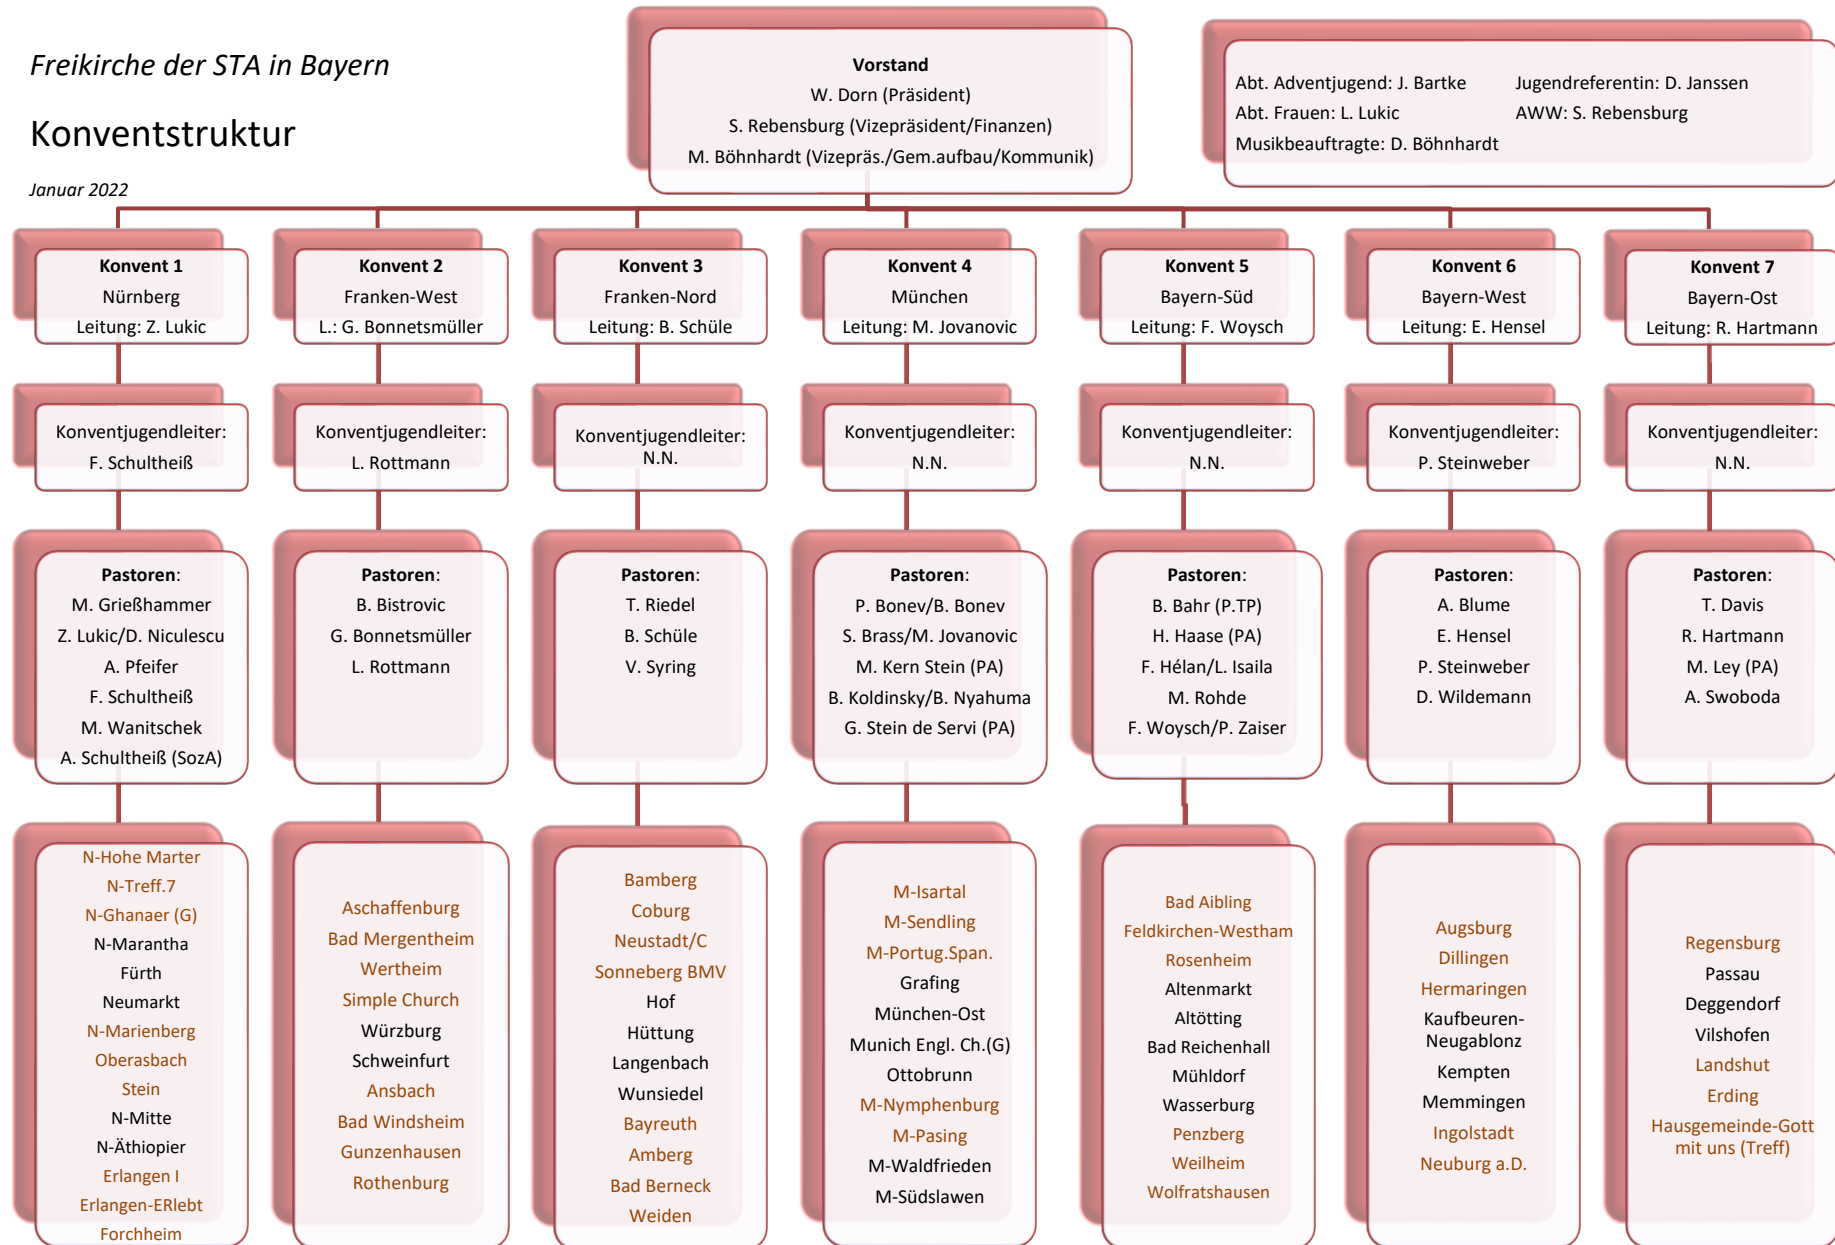 Freikirche der STA in Bayern
Konventstruktur
Januar 2022
Vorstand
W. Dorn (Präsident)
S. Rebensburg (Vizepräsident/Finanzen)
M. Böhnhardt (Vizepräs./Gem.aufbau/Kommunik)
Abt. Adventjugend: J. Bartke Jugendreferentin: D. Janssen
Abt. Frauen: L. Lukic AWW: S. Rebensburg
Musikbeauftragte: D. Böhnhardt
Konvent 1
Nürnberg
Leitung: Z. Lukic
Konventjugendleiter:
F. Schultheiß
Pastoren:
M. Grießhammer
Z. Lukic/D. Niculescu
A. Pfeifer
F. Schultheiß
M. Wanitschek
A. Schultheiß (SozA)
N-Hohe Marter
N-Treff.7
N-Ghanaer (G)
N-Marantha
Fürth
Neumarkt
N-Marienberg
Oberasbach
Stein
N-Mitte
N-Äthiopier
Erlangen I
Erlangen-ERlebt
Forchheim
Konvent 2
Franken-West
L.: G. Bonnetsmüller
Konventjugendleiter:
L. Rottmann
Pastoren:
B. Bistrovic
G. Bonnetsmüller
L. Rottmann
Aschaffenburg
Bad Mergentheim
Wertheim
Simple Church
Würzburg
Schweinfurt
Ansbach
Bad Windsheim
Gunzenhausen
Rothenburg
Konvent 3
Franken-Nord
Leitung: B. Schüle
Konventjugendleiter:
N.N.
Pastoren:
T. Riedel
B. Schüle
V. Syring
Bamberg
Coburg
Neustadt/C
Sonneberg BMV
Hof
Hüttung
Langenbach
Wunsiedel
Bayreuth
Amberg
Bad Berneck
Weiden
Konvent 4
München
Leitung: M. Jovanovic
Konventjugendleiter:
N.N.
Pastoren:
P. Bonev/B. Bonev
S. Brass/M. Jovanovic
M. Kern Stein (PA)
B. Koldinsky/B. Nyahuma
G. Stein de Servi (PA)
M-Isartal
M-Sendling
M-Portug.Span.
Grafing
München-Ost
Munich Engl. Ch.(G)
Ottobrunn
M-Nymphenburg
M-Pasing
M-Waldfrieden
M-Südslawen
Konvent 5
Bayern-Süd
Leitung: F. Woysch
Konventjugendleiter:
N.N.
Pastoren:
B. Bahr (P.TP)
H. Haase (PA)
F. Hélan/L. Isaila
M. Rohde
F. Woysch/P. Zaiser
Bad Aibling
Feldkirchen-Westham
Rosenheim
Altenmarkt
Altötting
Bad Reichenhall
Mühldorf
Wasserburg
Penzberg
Weilheim
Wolfratshausen
Konvent 6
Bayern-West
Leitung: E. Hensel
Konventjugendleiter:
P. Steinweber
Pastoren:
A. Blume
E. Hensel
P. Steinweber
D. Wildemann
Augsburg
Dillingen
Hermaringen
Kaufbeuren-
Neugablonz
Kempten
Memmingen
Ingolstadt
Neuburg a.D.
Konvent 7
Bayern-Ost
Leitung: R. Hartmann
Konventjugendleiter:
N.N.
Pastoren:
T. Davis
R. Hartmann
M. Ley (PA)
A. Swoboda
Regensburg
Passau
Deggendorf
Vilshofen
Landshut
Erding
Hausgemeinde-Gott
mit uns (Treff)